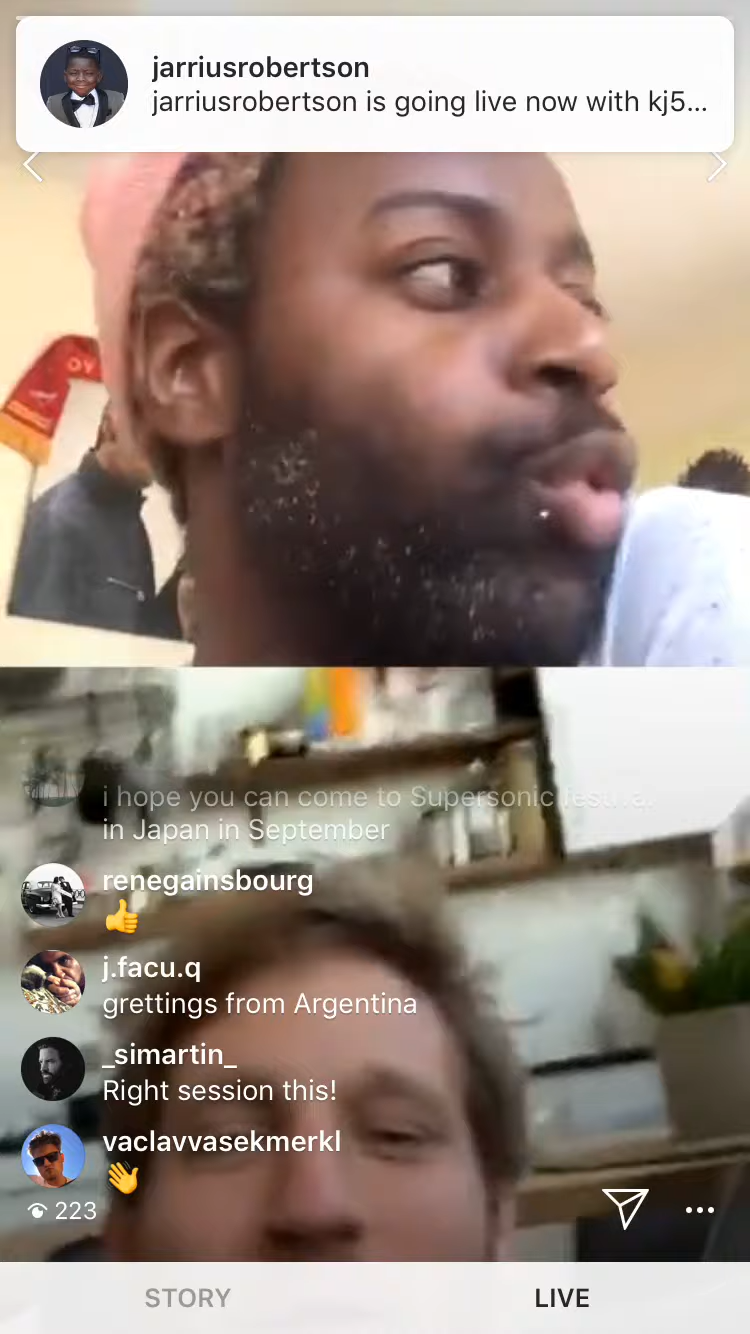 jarriusrobertson
jarriusrobertson is going live now with kj5...
i hope you can come to Supersonic festival
in Japan in September
renegainsbourg
👍
j.facu.q
grettings from Argentina
_simartin_
Right session this!
vaclavvasekmerkl
👋
223
STORY
LIVE